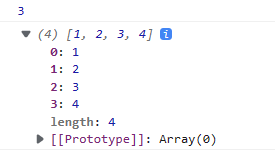 3
▼ (4) [1, 2, 3, 4] i
0: 1
1: 2
2: 3
3: 4
length: 4
▶ [[Prototype]]: Array(0)